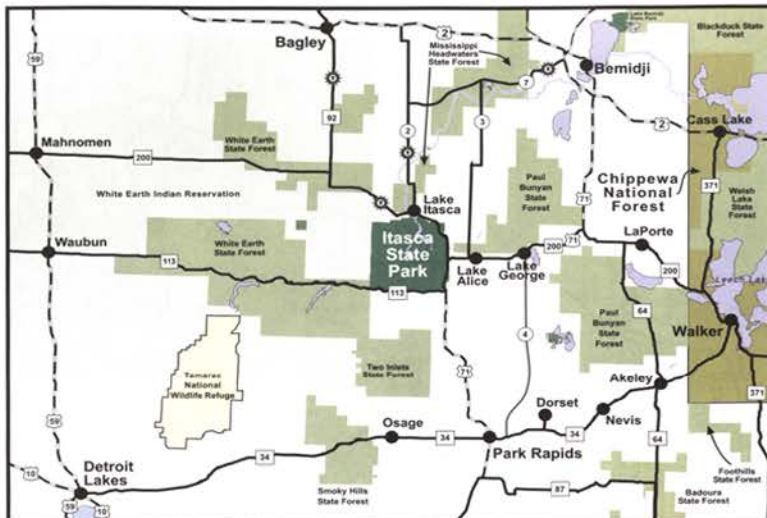 Lake Bemidji
State Park
Blackduck State
Forest
59
2
Bagley
Mississippi
Headwaters
State Forest
7
Bemidji
92
2
3
2
Cass Lake
Mahnomen
200
White Earth
State Forest
Paul
Bunyan
State
Forest
Chippewa
National
Forest
371
Welsh
Lake
State
Forest
White Earth Indian Reservation
Lake
Itasca
71
Waubun
113
White Earth
State Forest
Itasca
State
Park
Lake
Alice
Lake
George
200
71
LaPorte
200
Leech Lake
113
Paul
Bunyan
State
Forest
64
Walker
4
Two Inlets
State Forest
71
Tamarac
National
Wildlife Refuge
Akeley
371
59
Dorset
Nevis
Osage
34
34
Park Rapids
34
64
10
Detroit
Lakes
34
Smoky Hills
State Forest
87
Foothills
State Forest
Badoura
State Forest
59
10